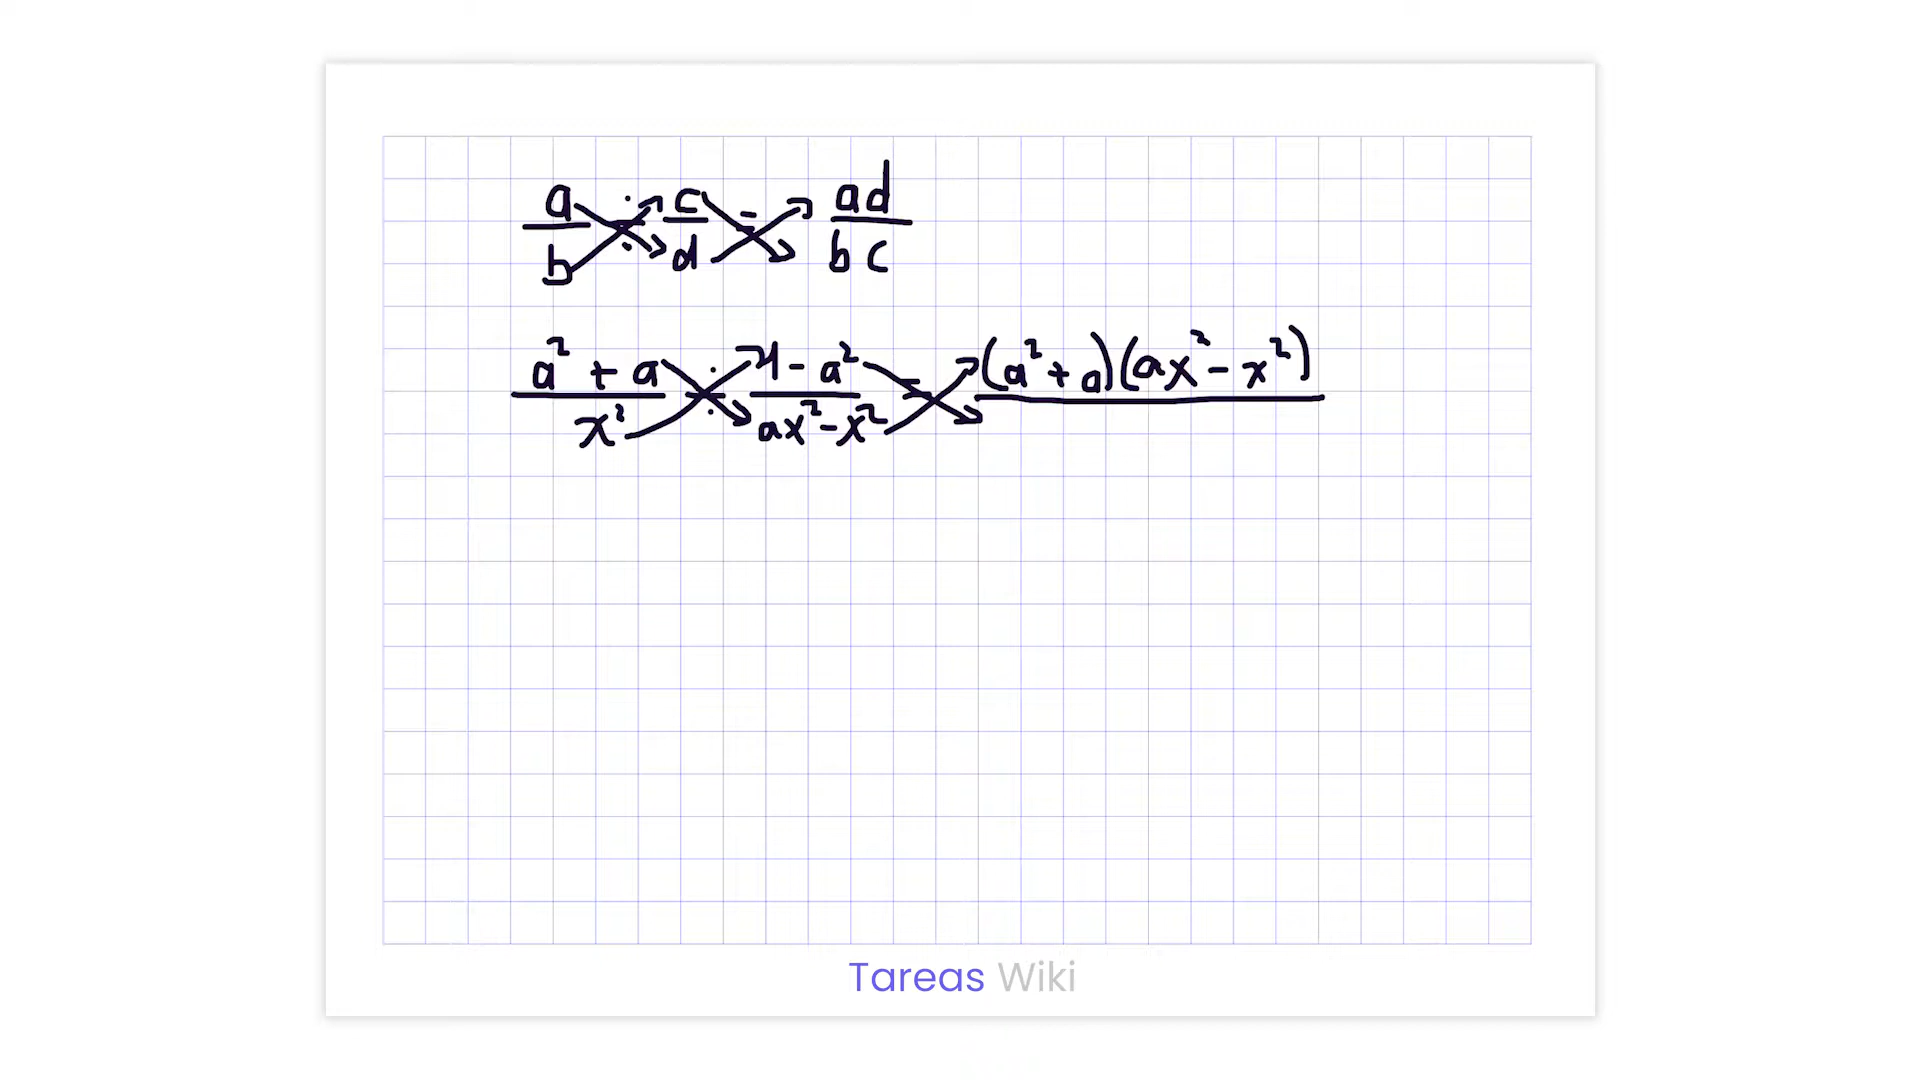 a/b ÷ c/d = ad/bc
(a² + a)/x² ÷ (1 - a²)/(ax² - x²) = (a² + a)(ax² - x²)
Tareas Wiki